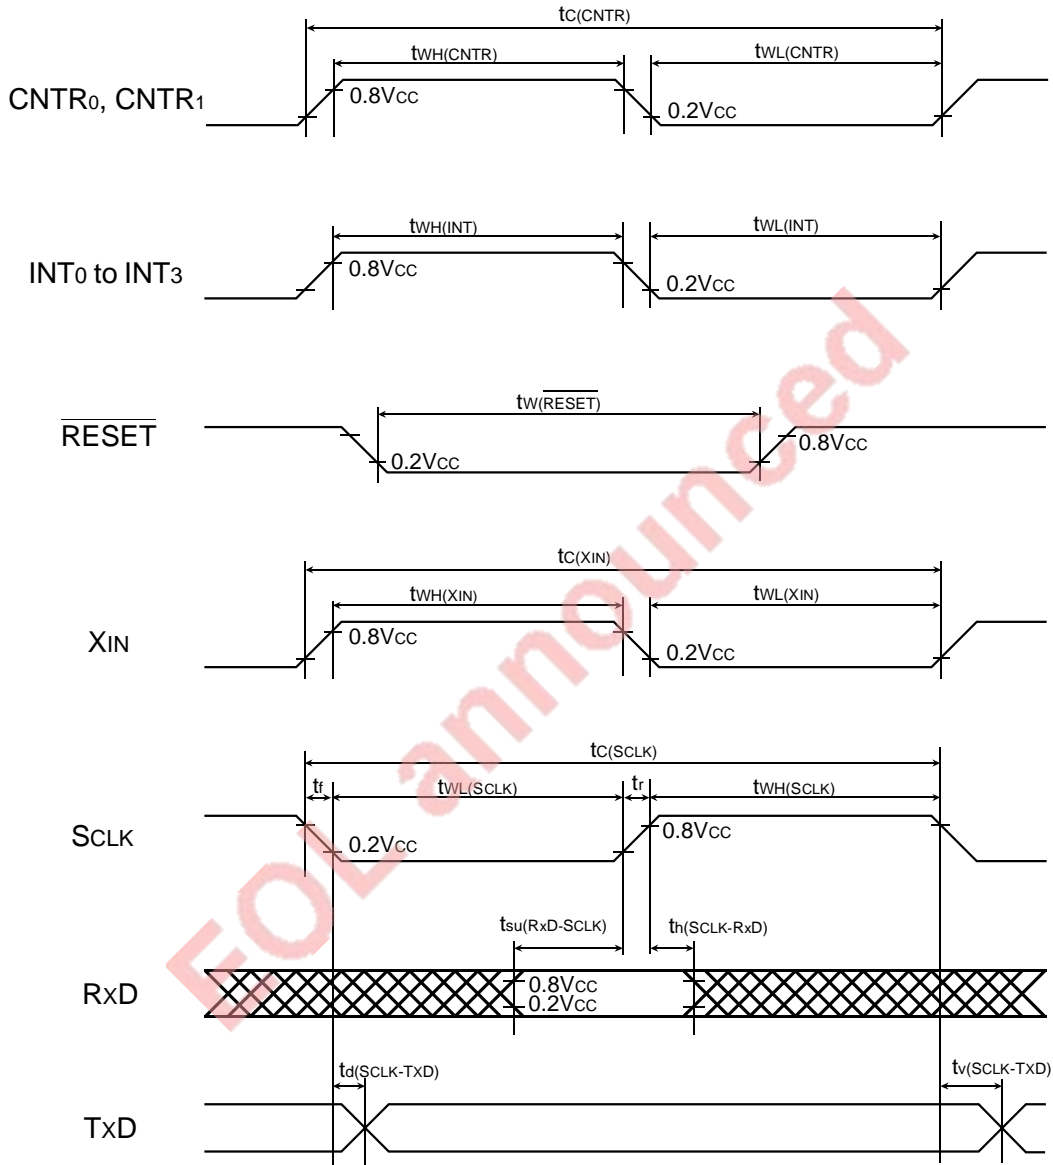 tC(CNTR)
tWH(CNTR)
tWL(CNTR)
CNTR0, CNTR1
0.8VCC
0.2VCC
tWH(INT)
tWL(INT)
INT0 to INT3
0.8VCC
0.2VCC
tW(RESET)
RESET
0.2VCC
0.8VCC
tC(XIN)
tWH(XIN)
tWL(XIN)
XIN
0.8VCC
0.2VCC
tC(SCLK)
tf
tWL(SCLK)
tr
tWH(SCLK)
SCLK
0.2VCC
0.8VCC
tsu(RxD-SCLK)
th(SCLK-RxD)
RXD
0.8VCC
0.2VCC
td(SCLK-TXD)
tv(SCLK-TXD)
TXD
EOL announced